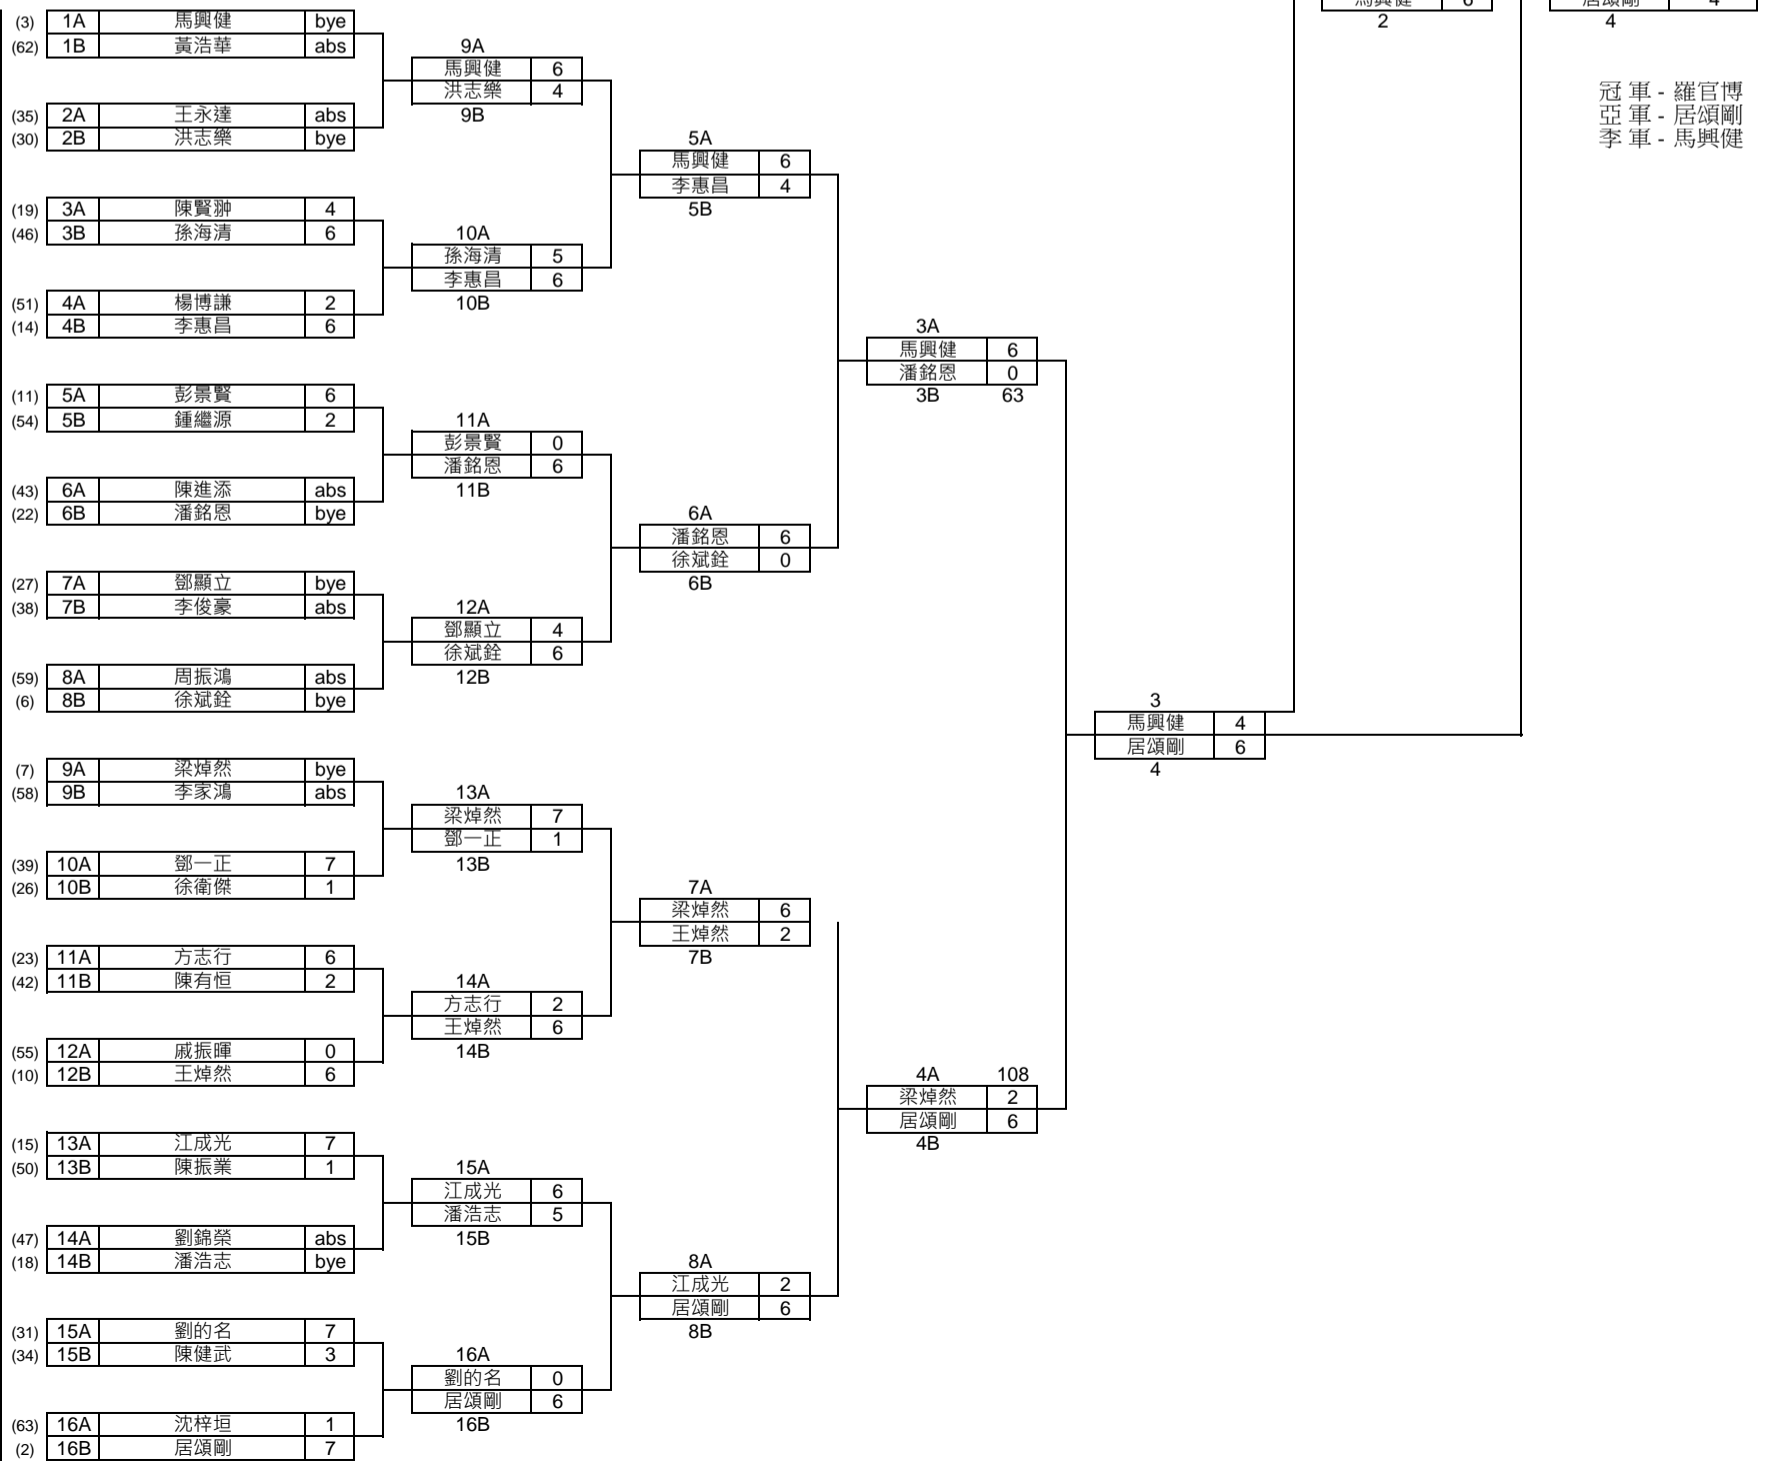 馬興健 6
2
居頌剛 4
4
冠 軍 - 羅官博
亞 軍 - 居頌剛
季 軍 - 馬興健
(3) 1A 馬興健 bye
(62) 1B 黃浩華 abs
(35) 2A 王永達 abs
(30) 2B 洪志樂 bye
(19) 3A 陳賢翀 4
(46) 3B 孫海清 6
(51) 4A 楊博謙 2
(14) 4B 李惠昌 6
(11) 5A 彭景賢 6
(54) 5B 鍾繼源 2
(43) 6A 陳進添 abs
(22) 6B 潘銘恩 bye
(27) 7A 鄧顯立 bye
(38) 7B 李俊豪 abs
(59) 8A 周振鴻 abs
(6) 8B 徐斌銓 bye
(7) 9A 梁焯然 bye
(58) 9B 李家鴻 abs
(39) 10A 鄧一正 7
(26) 10B 徐衛傑 1
(23) 11A 方志行 6
(42) 11B 陳有恒 2
(55) 12A 戚振暉 0
(10) 12B 王焯然 6
(15) 13A 江成光 7
(50) 13B 陳振業 1
(47) 14A 劉錦榮 abs
(18) 14B 潘浩志 bye
(31) 15A 劉的名 7
(34) 15B 陳健武 3
(63) 16A 沈梓垣 1
(2) 16B 居頌剛 7
9A
馬興健 6
洪志樂 4
9B
10A
孫海清 5
李惠昌 6
10B
11A
彭景賢 0
潘銘恩 6
11B
12A
鄧顯立 4
徐斌銓 6
12B
13A
梁焯然 7
鄧一正 1
13B
14A
方志行 2
王焯然 6
14B
15A
江成光 6
潘浩志 5
15B
16A
劉的名 0
居頌剛 6
16B
5A
馬興健 6
李惠昌 4
5B
6A
潘銘恩 6
徐斌銓 0
6B
7A
梁焯然 6
王焯然 2
7B
8A
江成光 2
居頌剛 6
8B
3A
馬興健 6
潘銘恩 0
3B 63
4A 108
梁焯然 2
居頌剛 6
4B
3
馬興健 4
居頌剛 6
4